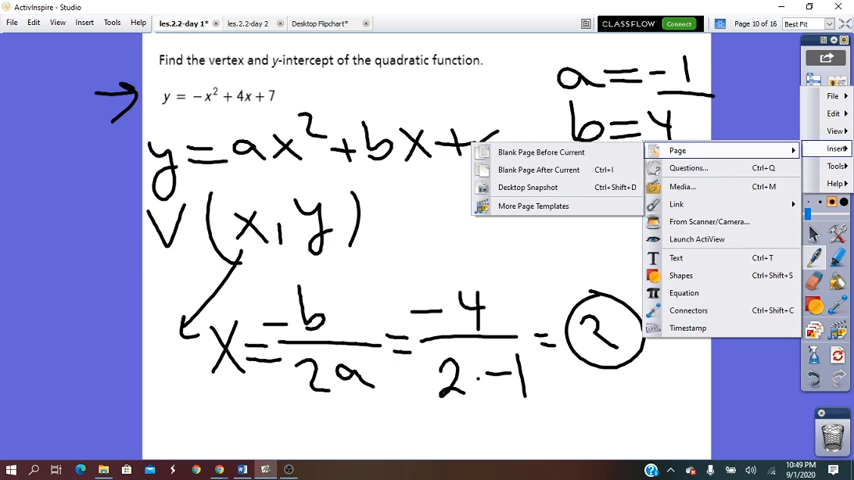 ActivInspire - Studio
File Edit View Insert Tools Help
les.2.2-day 1*
les.2.2-day 2
Desktop Flipchart*
CLASSFLOW Connect
Page 10 of 16
Best Fit
Find the vertex and y-intercept of the quadratic function.
a = -1
y = −x² + 4x + 7
b = 4
y = ax² + bx +
V (x, y)
x = -b/2a = -4/2·-1 = 2
Blank Page Before Current
Blank Page After Current Ctrl+I
Desktop Snapshot Ctrl+Shift+D
More Page Templates
Page
Questions... Ctrl+Q
Media... Ctrl+M
Link
From Scanner/Camera...
Launch ActiView
Text Ctrl+T
Shapes Ctrl+Shift+S
Equation
Connectors Ctrl+Shift+C
Timestamp
File
Edit
View
Insert
Tools
Help
10:49 PM
9/1/2020